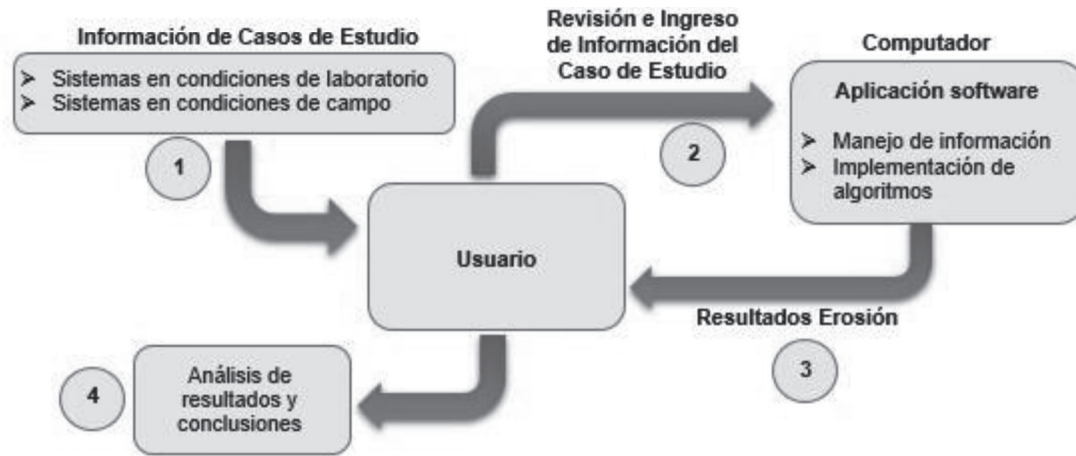 Información de Casos de Estudio
➢ Sistemas en condiciones de laboratorio
➢ Sistemas en condiciones de campo
1
Revisión e Ingreso
de Información del
Caso de Estudio
2
Computador
Aplicación software
➢ Manejo de información
➢ Implementación de
algoritmos
Usuario
Resultados Erosión
3
4
Análisis de
resultados y
conclusiones